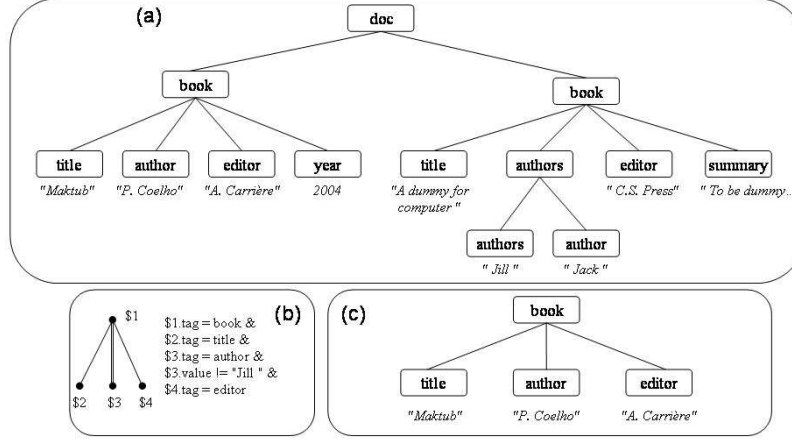 (a)
doc
book
book
title author editor year
"Maktub" "P. Coelho" "A. Carrière" 2004
title authors editor summary
"A dummy for
computer "
" C.S. Press" " To be dummy...
authors author
" Jill " " Jack "
(b)
$1
$2 $3 $4
$1.tag = book &
$2.tag = title &
$3.tag = author &
$3.value != "Jill " &
$4.tag = editor
(c)
book
title author editor
"Maktub" "P. Coelho" "A. Carrière"